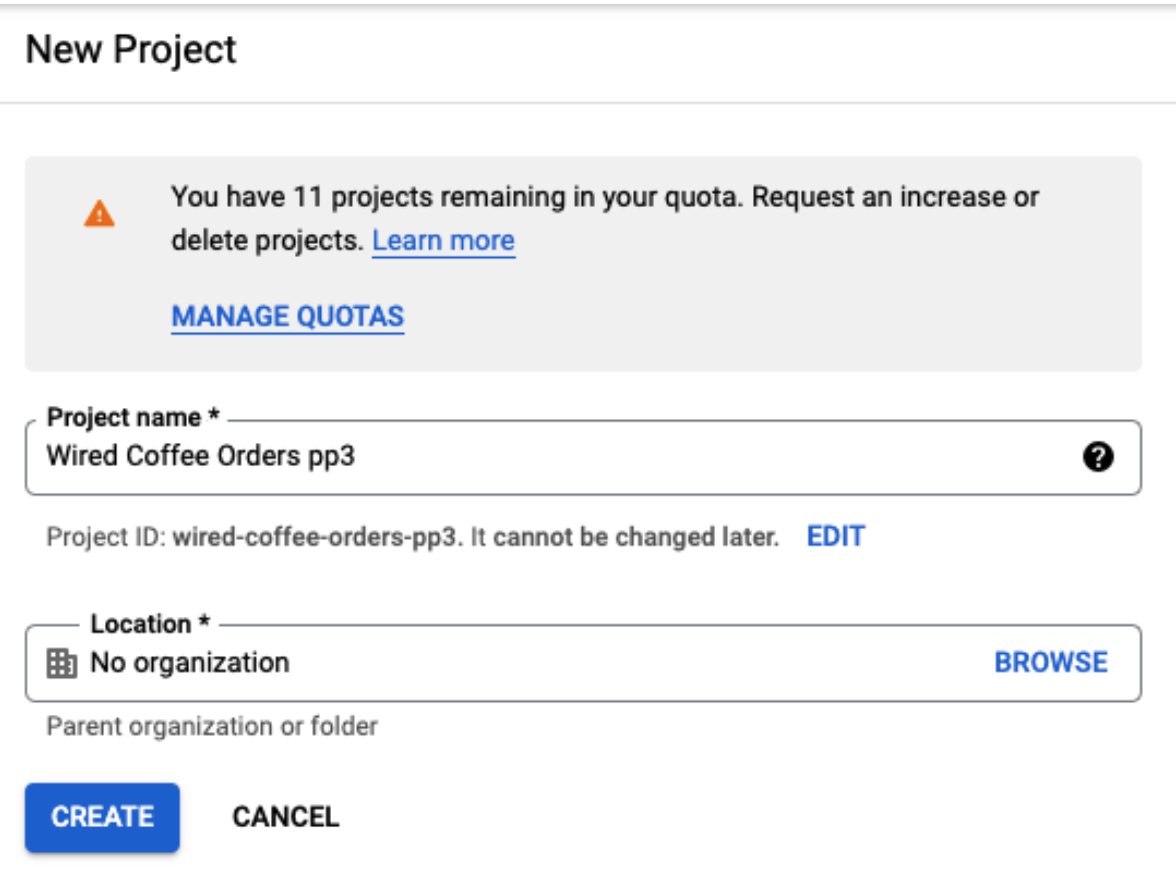 New Project
You have 11 projects remaining in your quota. Request an increase or
delete projects. Learn more
MANAGE QUOTAS
Project name *
Wired Coffee Orders pp3
Project ID: wired-coffee-orders-pp3. It cannot be changed later. EDIT
Location *
No organization BROWSE
Parent organization or folder
CREATE CANCEL